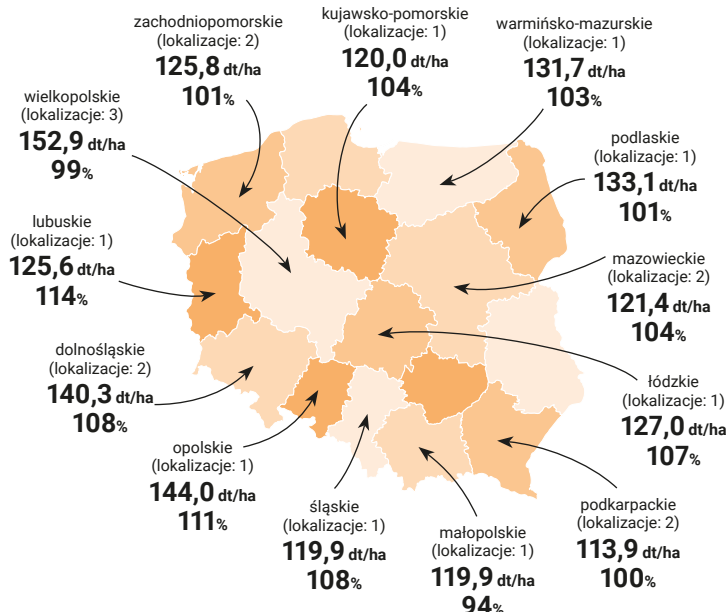 zachodniopomorskie
(lokalizacje: 2)
125,8 dt/ha
101%
kujawsko-pomorskie
(lokalizacje: 1)
120,0 dt/ha
104%
warmińsko-mazurskie
(lokalizacje: 1)
131,7 dt/ha
103%
wielkopolskie
(lokalizacje: 3)
152,9 dt/ha
99%
podlaskie
(lokalizacje: 1)
133,1 dt/ha
101%
lubuskie
(lokalizacje: 1)
125,6 dt/ha
114%
mazowieckie
(lokalizacje: 2)
121,4 dt/ha
104%
dolnośląskie
(lokalizacje: 2)
140,3 dt/ha
108%
łódzkie
(lokalizacje: 1)
127,0 dt/ha
107%
opolskie
(lokalizacje: 1)
144,0 dt/ha
111%
śląskie
(lokalizacje: 1)
119,9 dt/ha
108%
małopolskie
(lokalizacje: 1)
119,9 dt/ha
94%
podkarpackie
(lokalizacje: 2)
113,9 dt/ha
100%